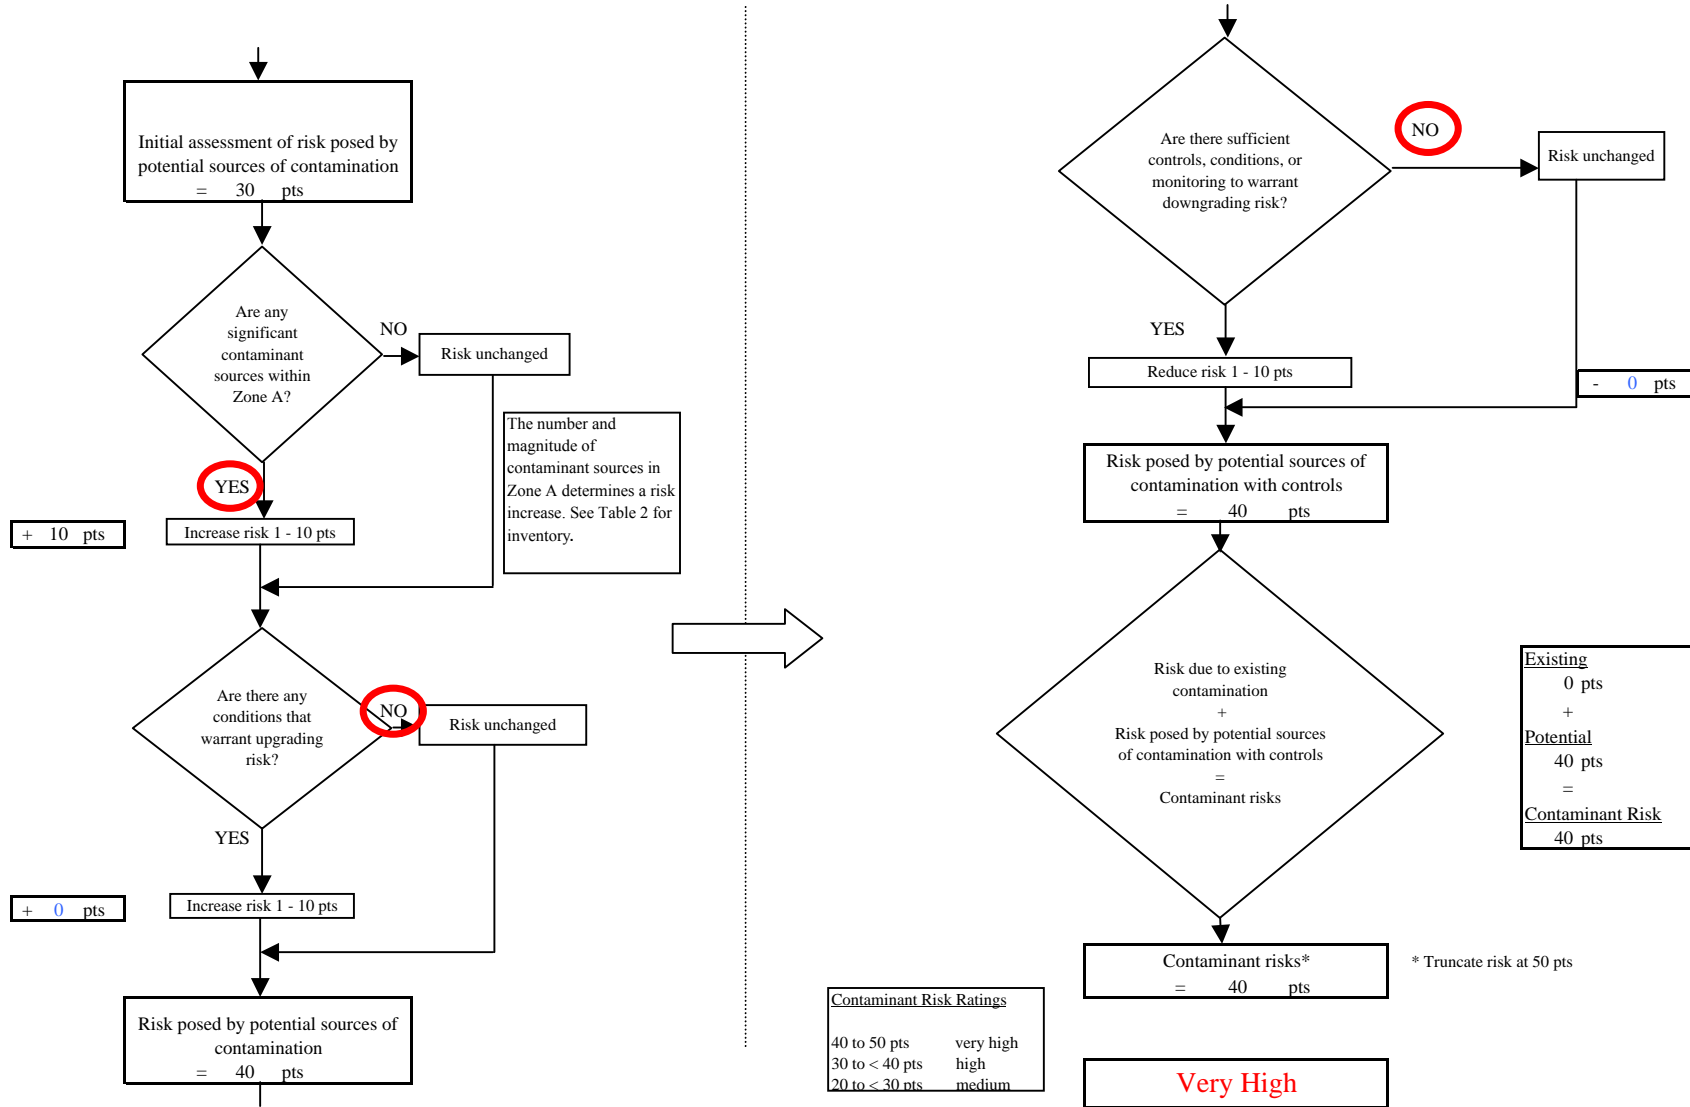 Initial assessment of risk posed by
potential sources of contamination
= 30 pts
Are any
significant
contaminant
sources within
Zone A?
NO
Risk unchanged
The number and
magnitude of
contaminant sources in
Zone A determines a risk
increase. See Table 2 for
inventory.
YES
+ 10 pts
Increase risk 1 - 10 pts
Are there any
conditions that
warrant upgrading
risk?
NO
Risk unchanged
YES
+ 0 pts
Increase risk 1 - 10 pts
Risk posed by potential sources of
contamination
= 40 pts
Are there sufficient
controls, conditions, or
monitoring to warrant
downgrading risk?
NO
Risk unchanged
YES
Reduce risk 1 - 10 pts
- 0 pts
Risk posed by potential sources of
contamination with controls
= 40 pts
Risk due to existing
contamination
+
Risk posed by potential sources
of contamination with controls
=
Contaminant risks
Existing
0 pts
+
Potential
40 pts
=
Contaminant Risk
40 pts
Contaminant risks*
= 40 pts
* Truncate risk at 50 pts
Contaminant Risk Ratings
40 to 50 pts very high
30 to < 40 pts high
20 to < 30 pts medium
Very High